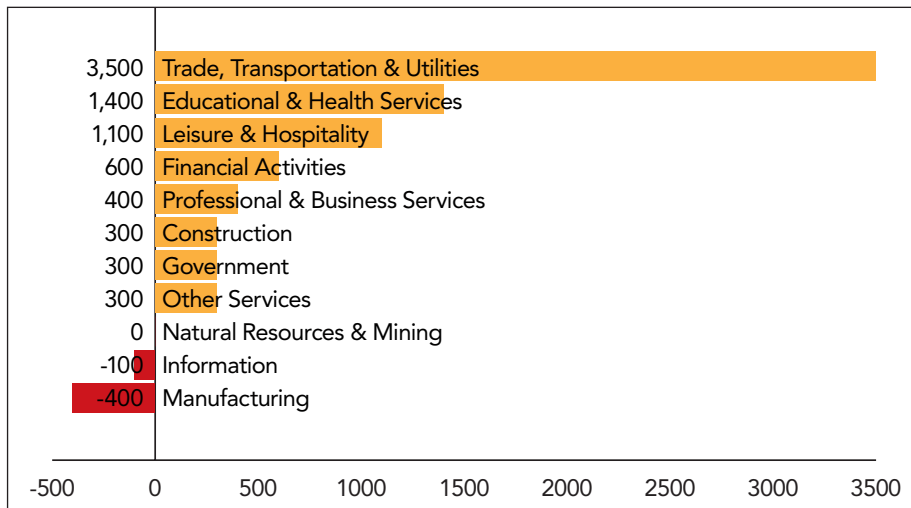 3,500 Trade, Transportation & Utilities
1,400 Educational & Health Services
1,100 Leisure & Hospitality
600 Financial Activities
400 Professional & Business Services
300 Construction
300 Government
300 Other Services
0 Natural Resources & Mining
-100 Information
-400 Manufacturing
-500 0 500 1000 1500 2000 2500 3000 3500